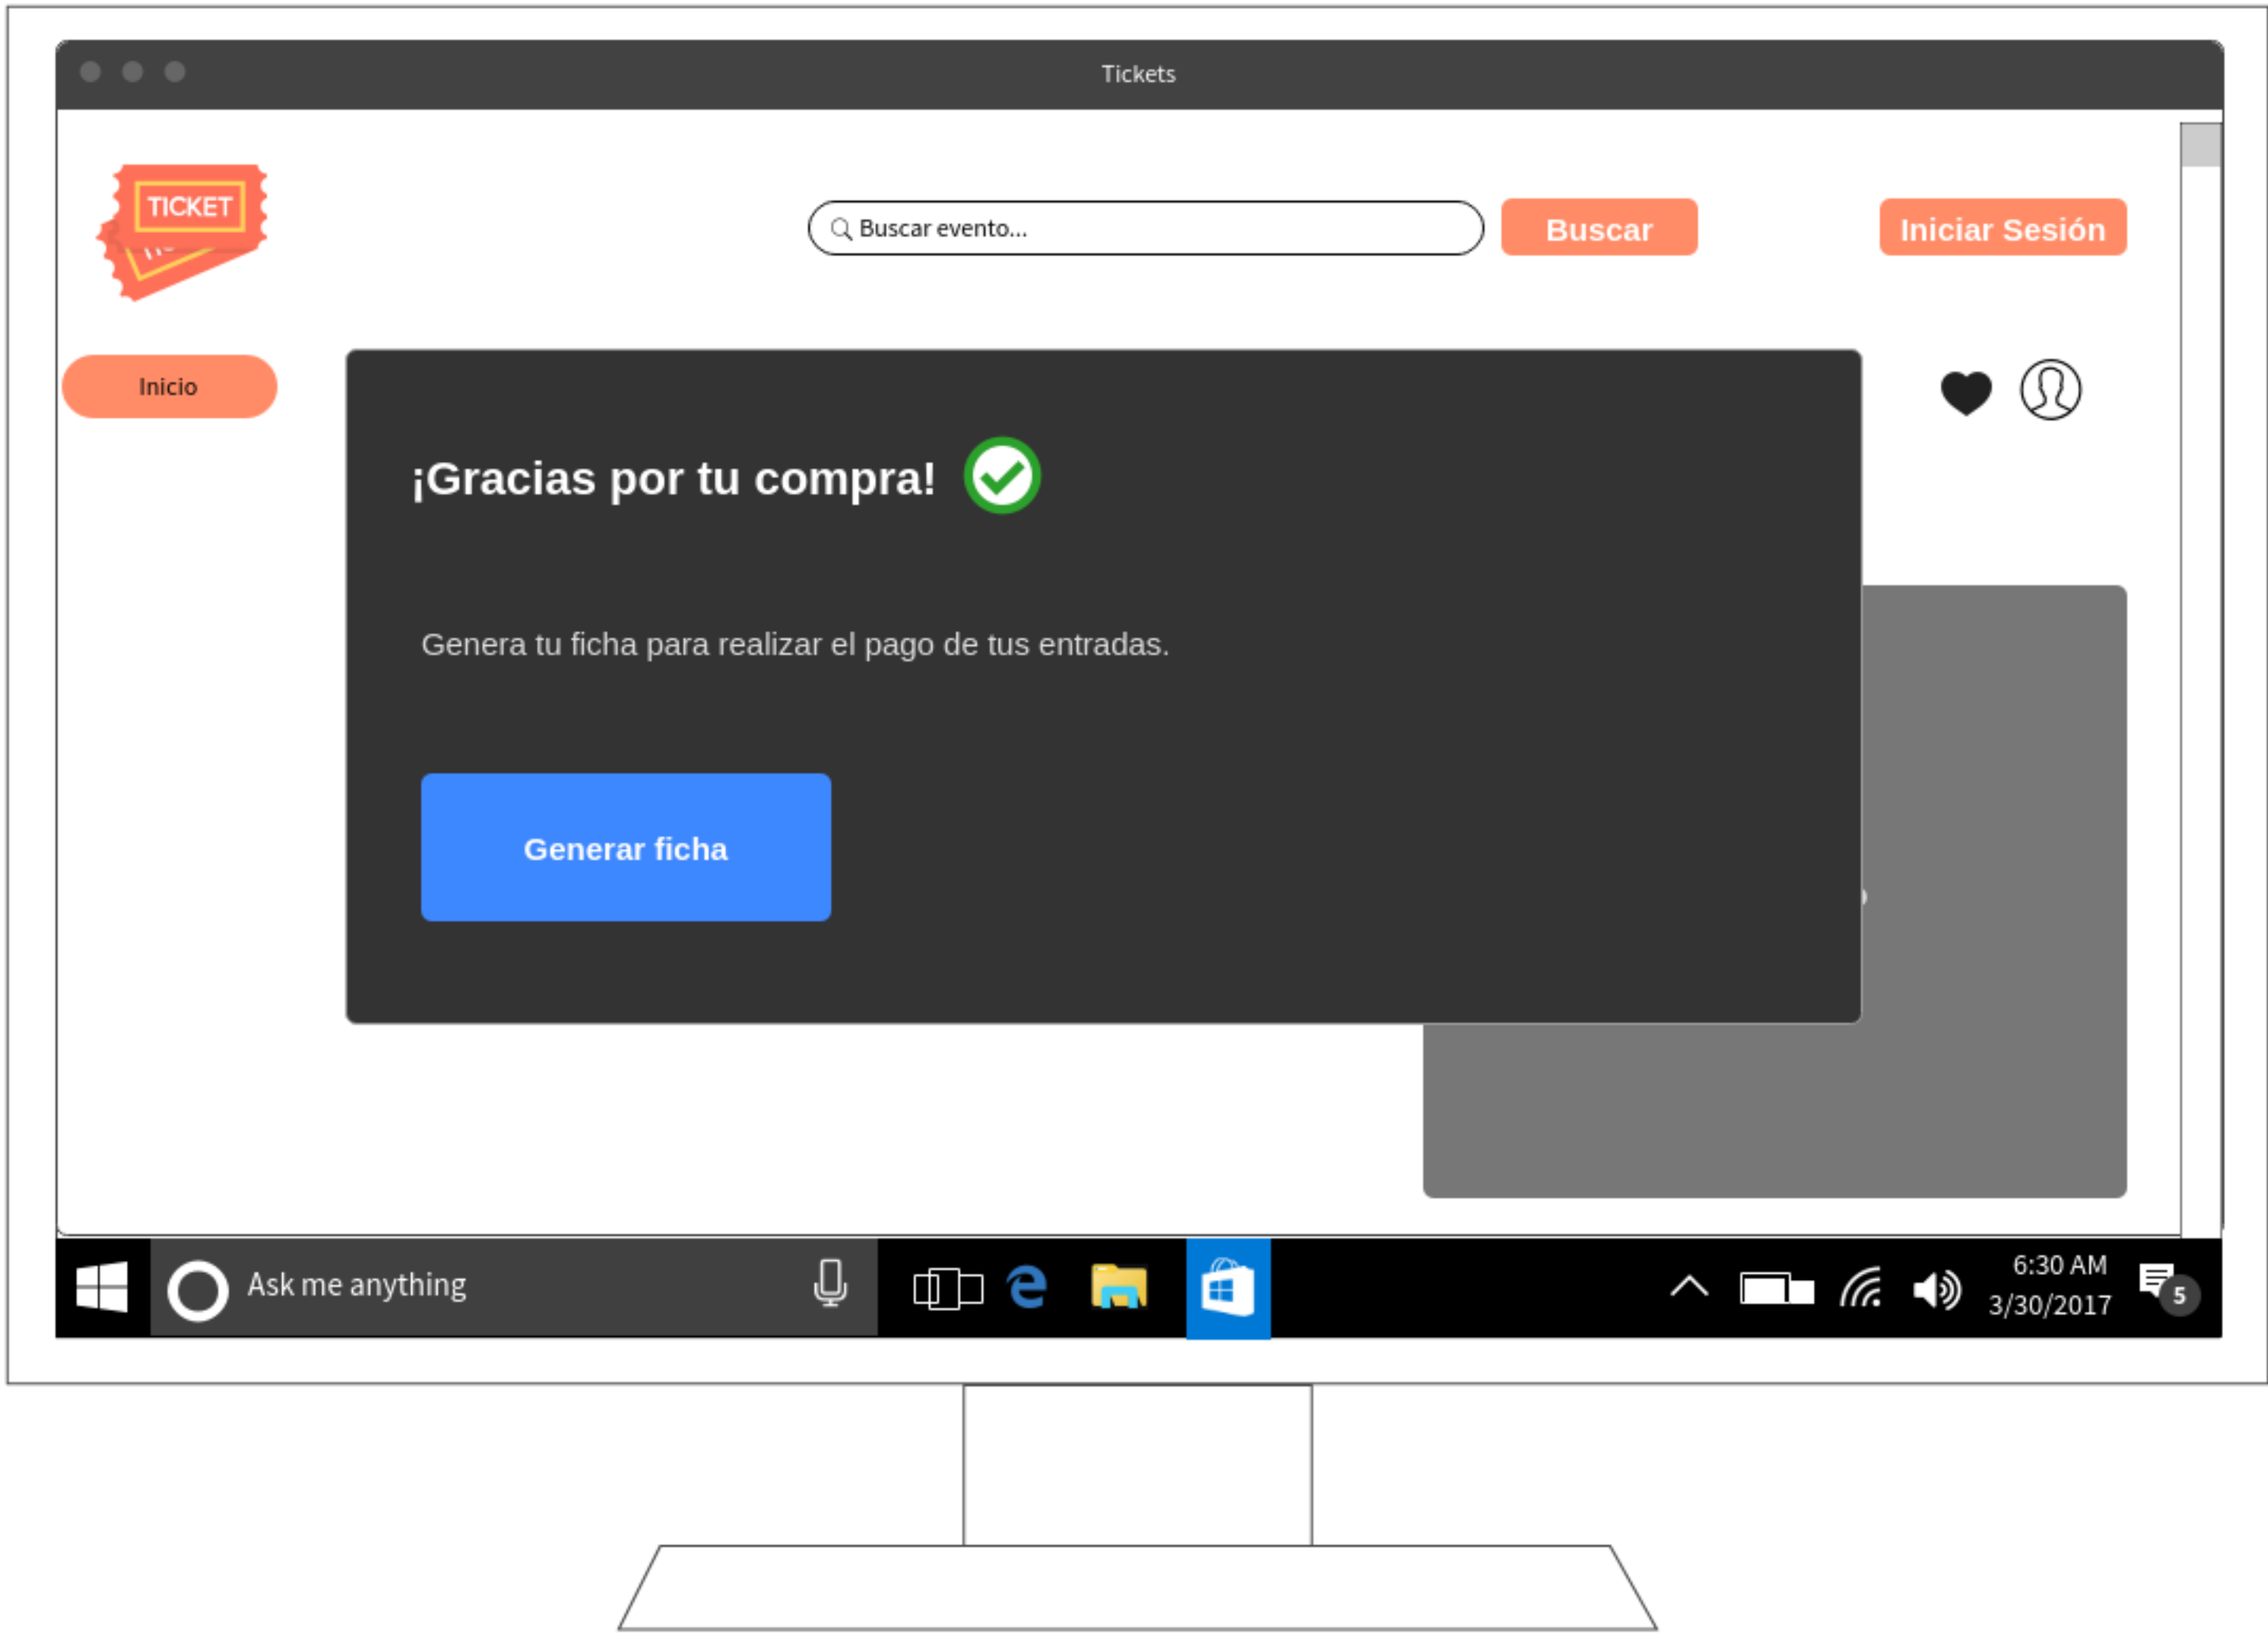 Tickets
TICKET
Buscar evento...
Buscar
Iniciar Sesión
Inicio
¡Gracias por tu compra!
Genera tu ficha para realizar el pago de tus entradas.
Generar ficha
Ask me anything
6:30 AM
3/30/2017
5